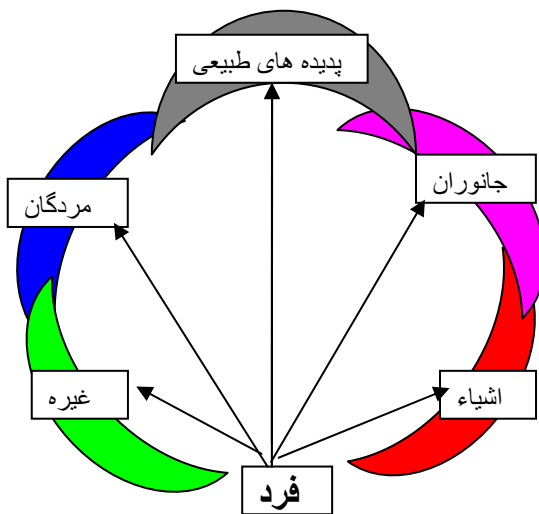 پدیده های طبیعی
جانوران
مردگان
اشیاء
غیره
فرد